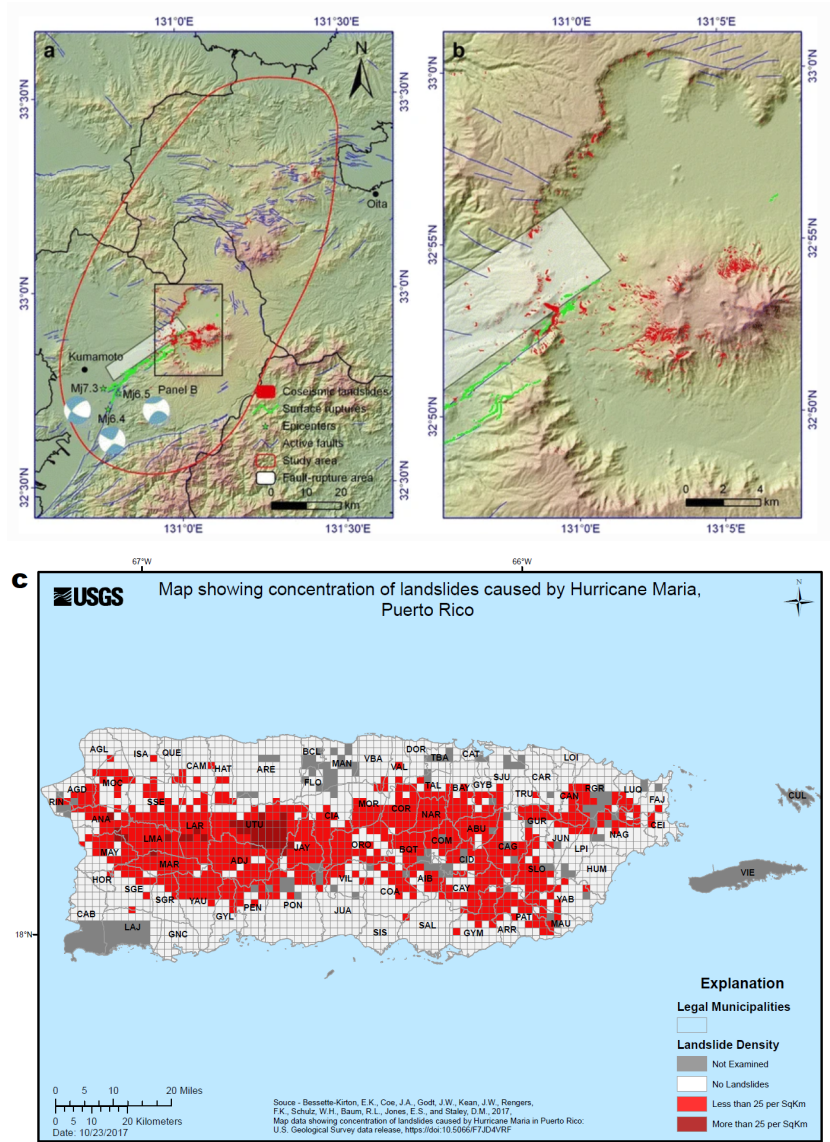 131°0'E
131°30'E
a
N
33°30'N
33°30'N
Oita
33°0'N
33°0'N
Kumamoto
Mj7.3
Mj6.5
Panel B
Mj6.4
Coseismic landslides
Surface ruptures
Epicenters
Active faults
Study area
Fault-rupture area
0 10 20
km
32°30'N
32°30'N
131°0'E
131°30'E
131°0'E
131°5'E
b
33°0'N
33°0'N
32°55'N
32°55'N
32°50'N
32°50'N
0 2 4
km
131°0'E
131°5'E
c
67°W
66°W
USGS
Map showing concentration of landslides caused by Hurricane Maria,
Puerto Rico
N
AGL
ISA
QUE
CAM
HAT
ARE
BCL
MAN
FLO
VBA
VAL
DOR
TBA
CAT
SJU
CAR
LOI
MOC
AGD
RIN
SSE
ANA
LAR
LMA
UTU
CIA
MOR
COR
TAL
BAY
GYB
TRU
CAN
RGR
LUQ
FAJ
CEI
CUL
NAR
GUR
MAY
MAR
ADJ
JAY
ORO
BQT
COM
ABU
CAG
JUN
NAG
LPI
HOR
SGE
SGR
YAU
GYL
PEN
PON
VIL
COA
AIB
CID
CAY
SLO
HUM
VIE
YAB
CAB
LAJ
GNC
JUA
SIS
SAL
GYM
ARR
PAT
MAU
18°N
Explanation
Legal Municipalities
Landslide Density
Not Examined
No Landslides
Less than 25 per SqKm
More than 25 per SqKm
0 5 10 20 Miles
0 5 10 20 Kilometers
Date: 10/23/2017
Souce - Bessette-Kirton, E.K., Coe, J.A., Godt, J.W., Kean, J.W., Rengers,
F.K., Schulz, W.H., Baum, R.L., Jones, E.S., and Staley, D.M., 2017,
Map data showing concentration of landslides caused by Hurricane Maria in Puerto Rico:
U.S. Geological Survey data release, https://doi:10.5066/F7JD4VRF